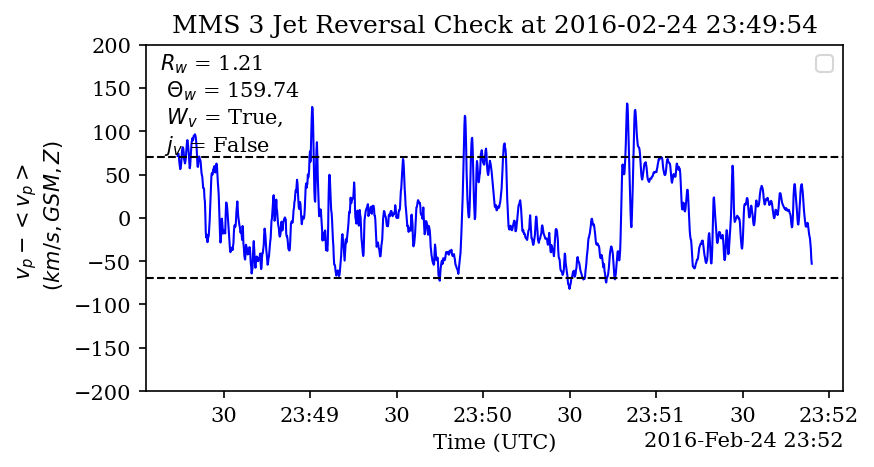 MMS 3 Jet Reversal Check at 2016-02-24 23:49:54
R_w = 1.21
Θ_w = 159.74
W_v = True,
j_v = False
v_p − < v_p >
(km/s, GSM, Z)
200
150
100
50
0
−50
−100
−150
−200
30 23:49 30 23:50 30 23:51 30 23:52
Time (UTC) 2016-Feb-24 23:52